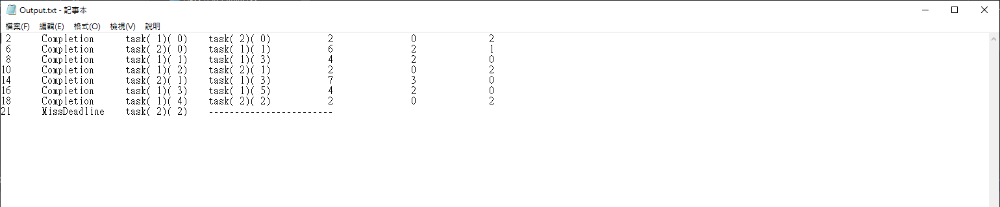 Output.txt - 記事本
檔案(F) 編輯(E) 格式(O) 檢視(V) 說明
2 Completion task( 1)( 0) task( 2)( 0) 2 0 2
6 Completion task( 2)( 0) task( 1)( 1) 6 2 1
8 Completion task( 1)( 1) task( 1)( 3) 4 2 0
10 Completion task( 1)( 2) task( 2)( 1) 2 0 2
14 Completion task( 2)( 1) task( 1)( 3) 7 3 0
16 Completion task( 1)( 3) task( 1)( 5) 4 2 0
18 Completion task( 1)( 4) task( 2)( 2) 2 0 2
21 MissDeadline task( 2)( 2) ------------------------